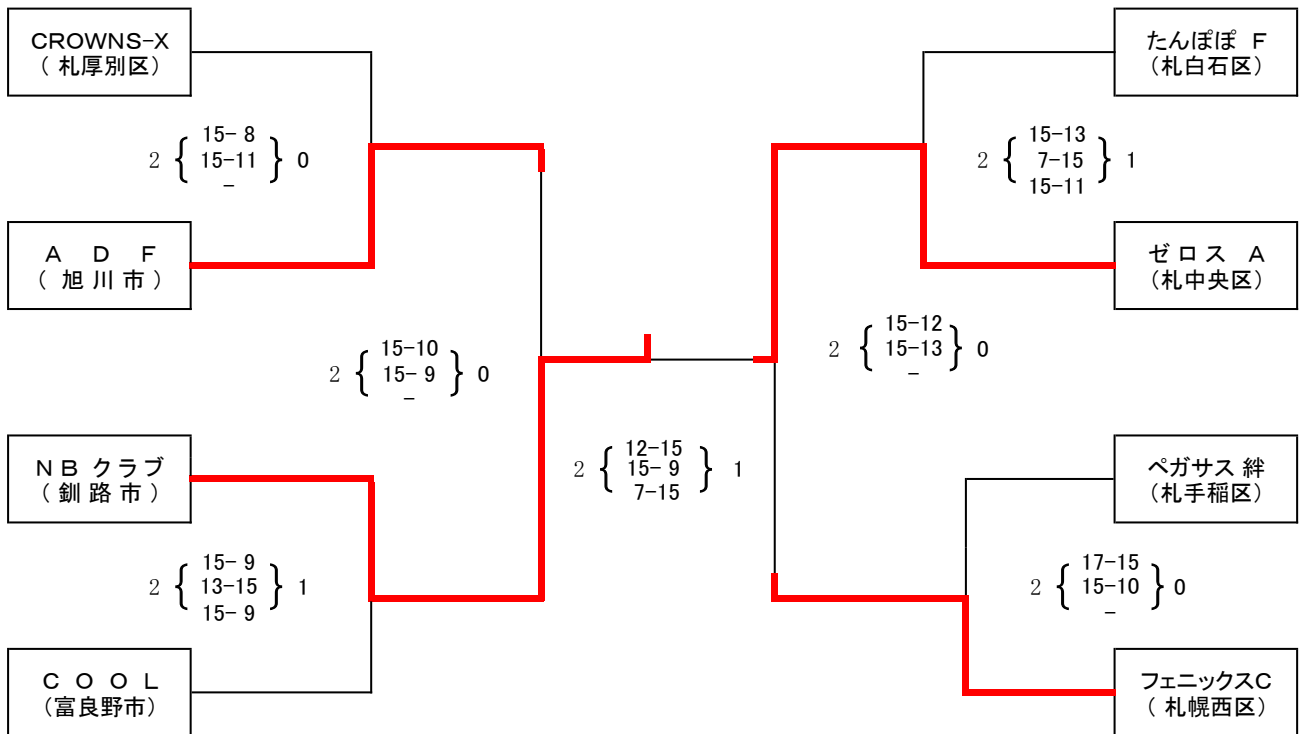 CROWNS-X
( 札厚別区)
たんぽぽ F
(札白石区)
2 { 15- 8 } 0
15-11
-
2 { 15-13 } 1
7-15
15-11
A D F
( 旭川市 )
ゼロス A
(札中央区)
2 { 15-10 } 0
15- 9
-
2 { 15-12 } 0
15-13
-
NB クラブ
( 釧路市 )
2 { 12-15 } 1
15- 9
7-15
ペガサス 絆
(札手稲区)
2 { 15- 9 } 1
13-15
15- 9
2 { 17-15 } 0
15-10
-
C O O L
(富良野市)
フェニックスC
( 札幌西区)